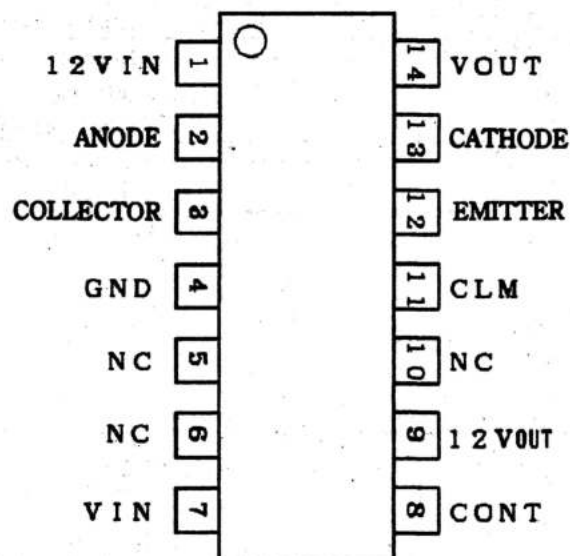 12VIN 1 14 VOUT
ANODE 2 13 CATHODE
COLLECTOR 3 12 EMITTER
GND 4 11 CLM
NC 5 10 NC
NC 6 9 12VOUT
VIN 7 8 CONT